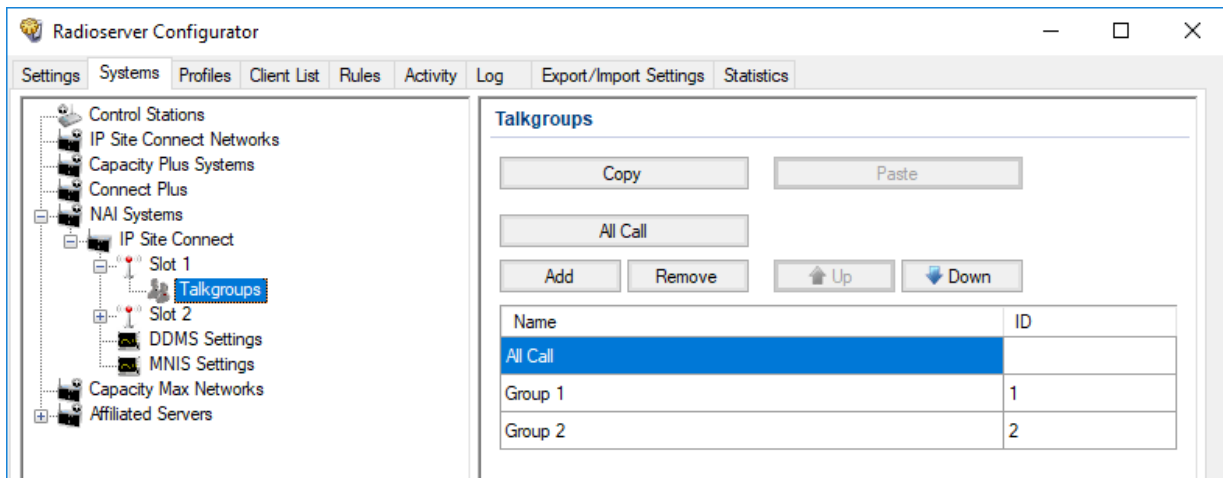 Radioserver Configurator
Settings Systems Profiles Client List Rules Activity Log Export/Import Settings Statistics
Control Stations
IP Site Connect Networks
Capacity Plus Systems
Connect Plus
NAI Systems
IP Site Connect
Slot 1
Talkgroups
Slot 2
DDMS Settings
MNIS Settings
Capacity Max Networks
Affiliated Servers
Talkgroups
Copy Paste
All Call
Add Remove Up Down
Name ID
All Call
Group 1 1
Group 2 2